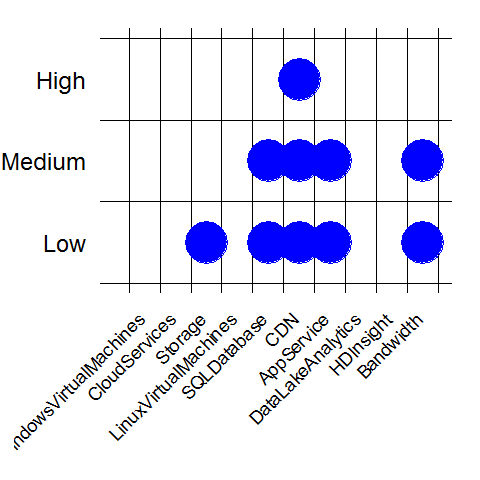 High
Medium
Low
ndowsVirtualMachines
CloudServices
Storage
LinuxVirtualMachines
SQLDatabase
CDN
AppService
DataLakeAnalytics
HDInsight
Bandwidth